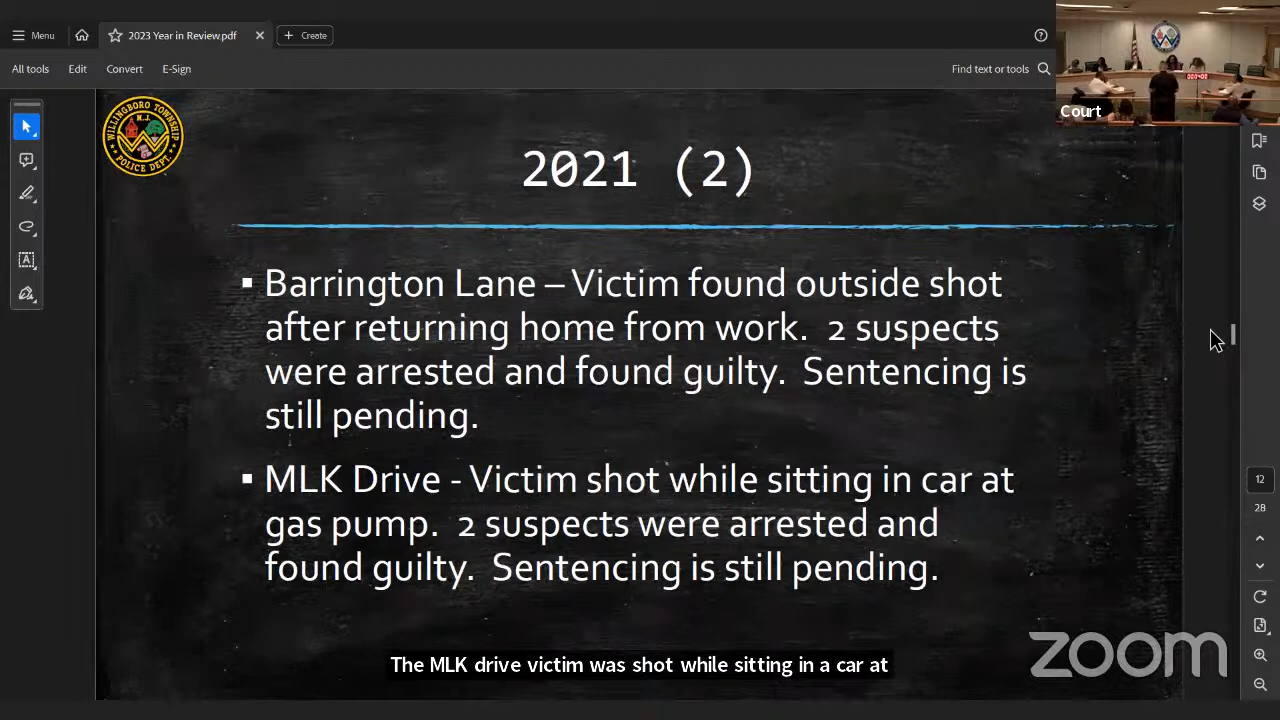 Menu
2023 Year in Review.pdf
Create
All tools
Edit
Convert
E-Sign
Find text or tools
Court
WILLINGBORO TOWNSHIP
N.J.
POLICE DEPT.
2021 (2)
▪ Barrington Lane – Victim found outside shot
after returning home from work. 2 suspects
were arrested and found guilty. Sentencing is
still pending.
▪ MLK Drive - Victim shot while sitting in car at
gas pump. 2 suspects were arrested and
found guilty. Sentencing is still pending.
12
28
The MLK drive victim was shot while sitting in a car at
zoom